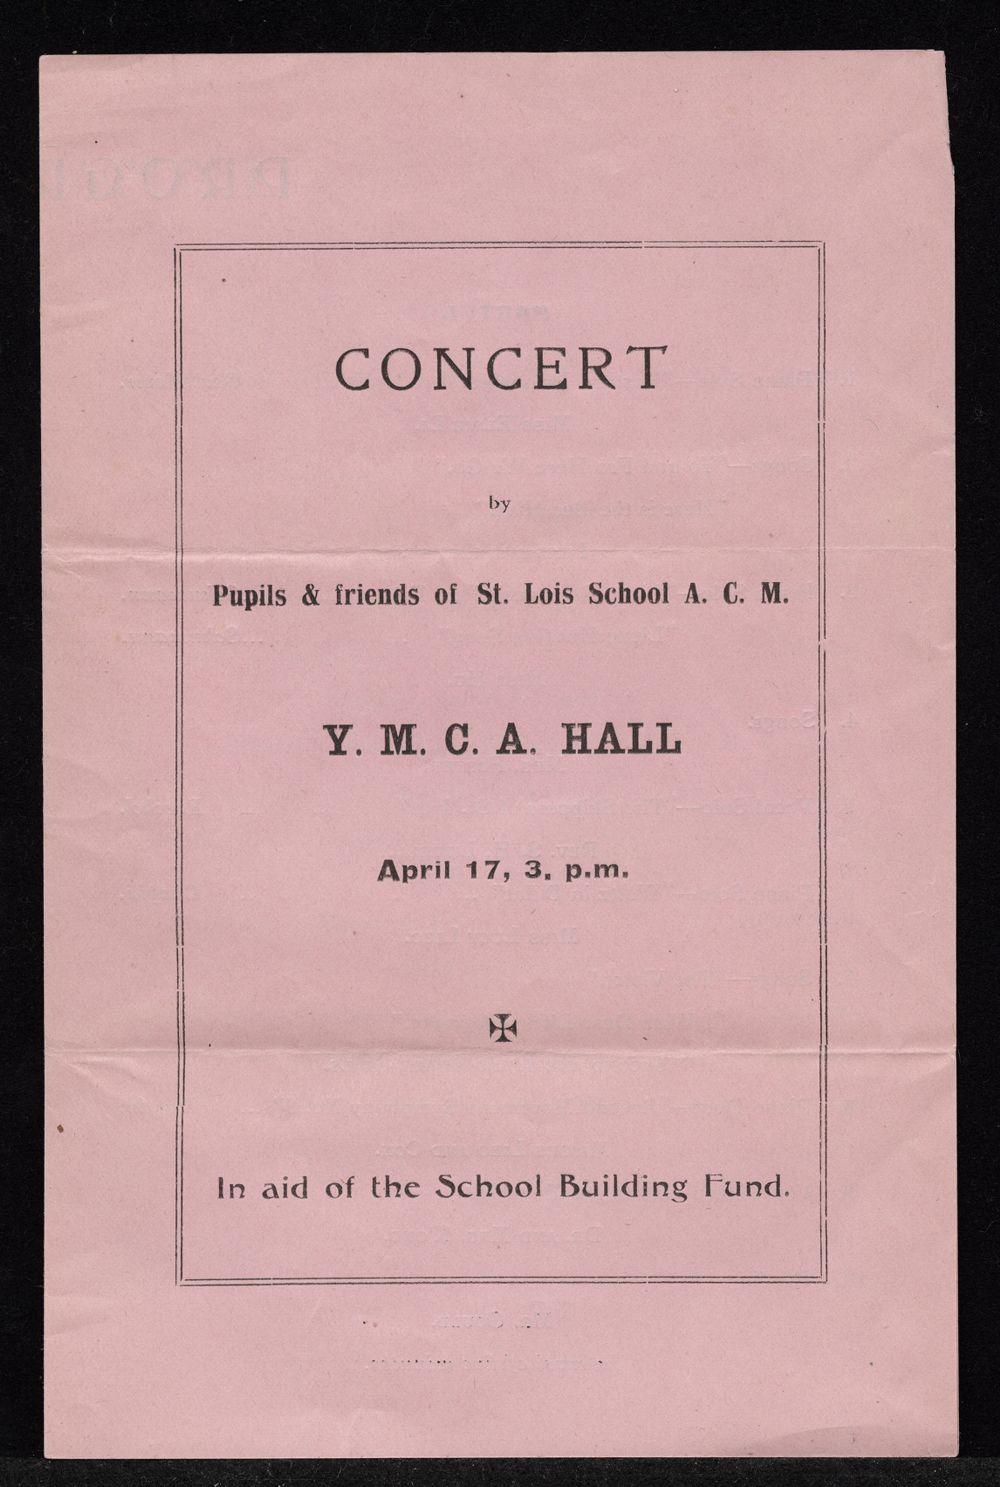 CONCERT
by
Pupils & friends of St. Lois School A. C. M.
Y. M. C. A. HALL
April 17, 3. p.m.
✠
In aid of the School Building Fund.